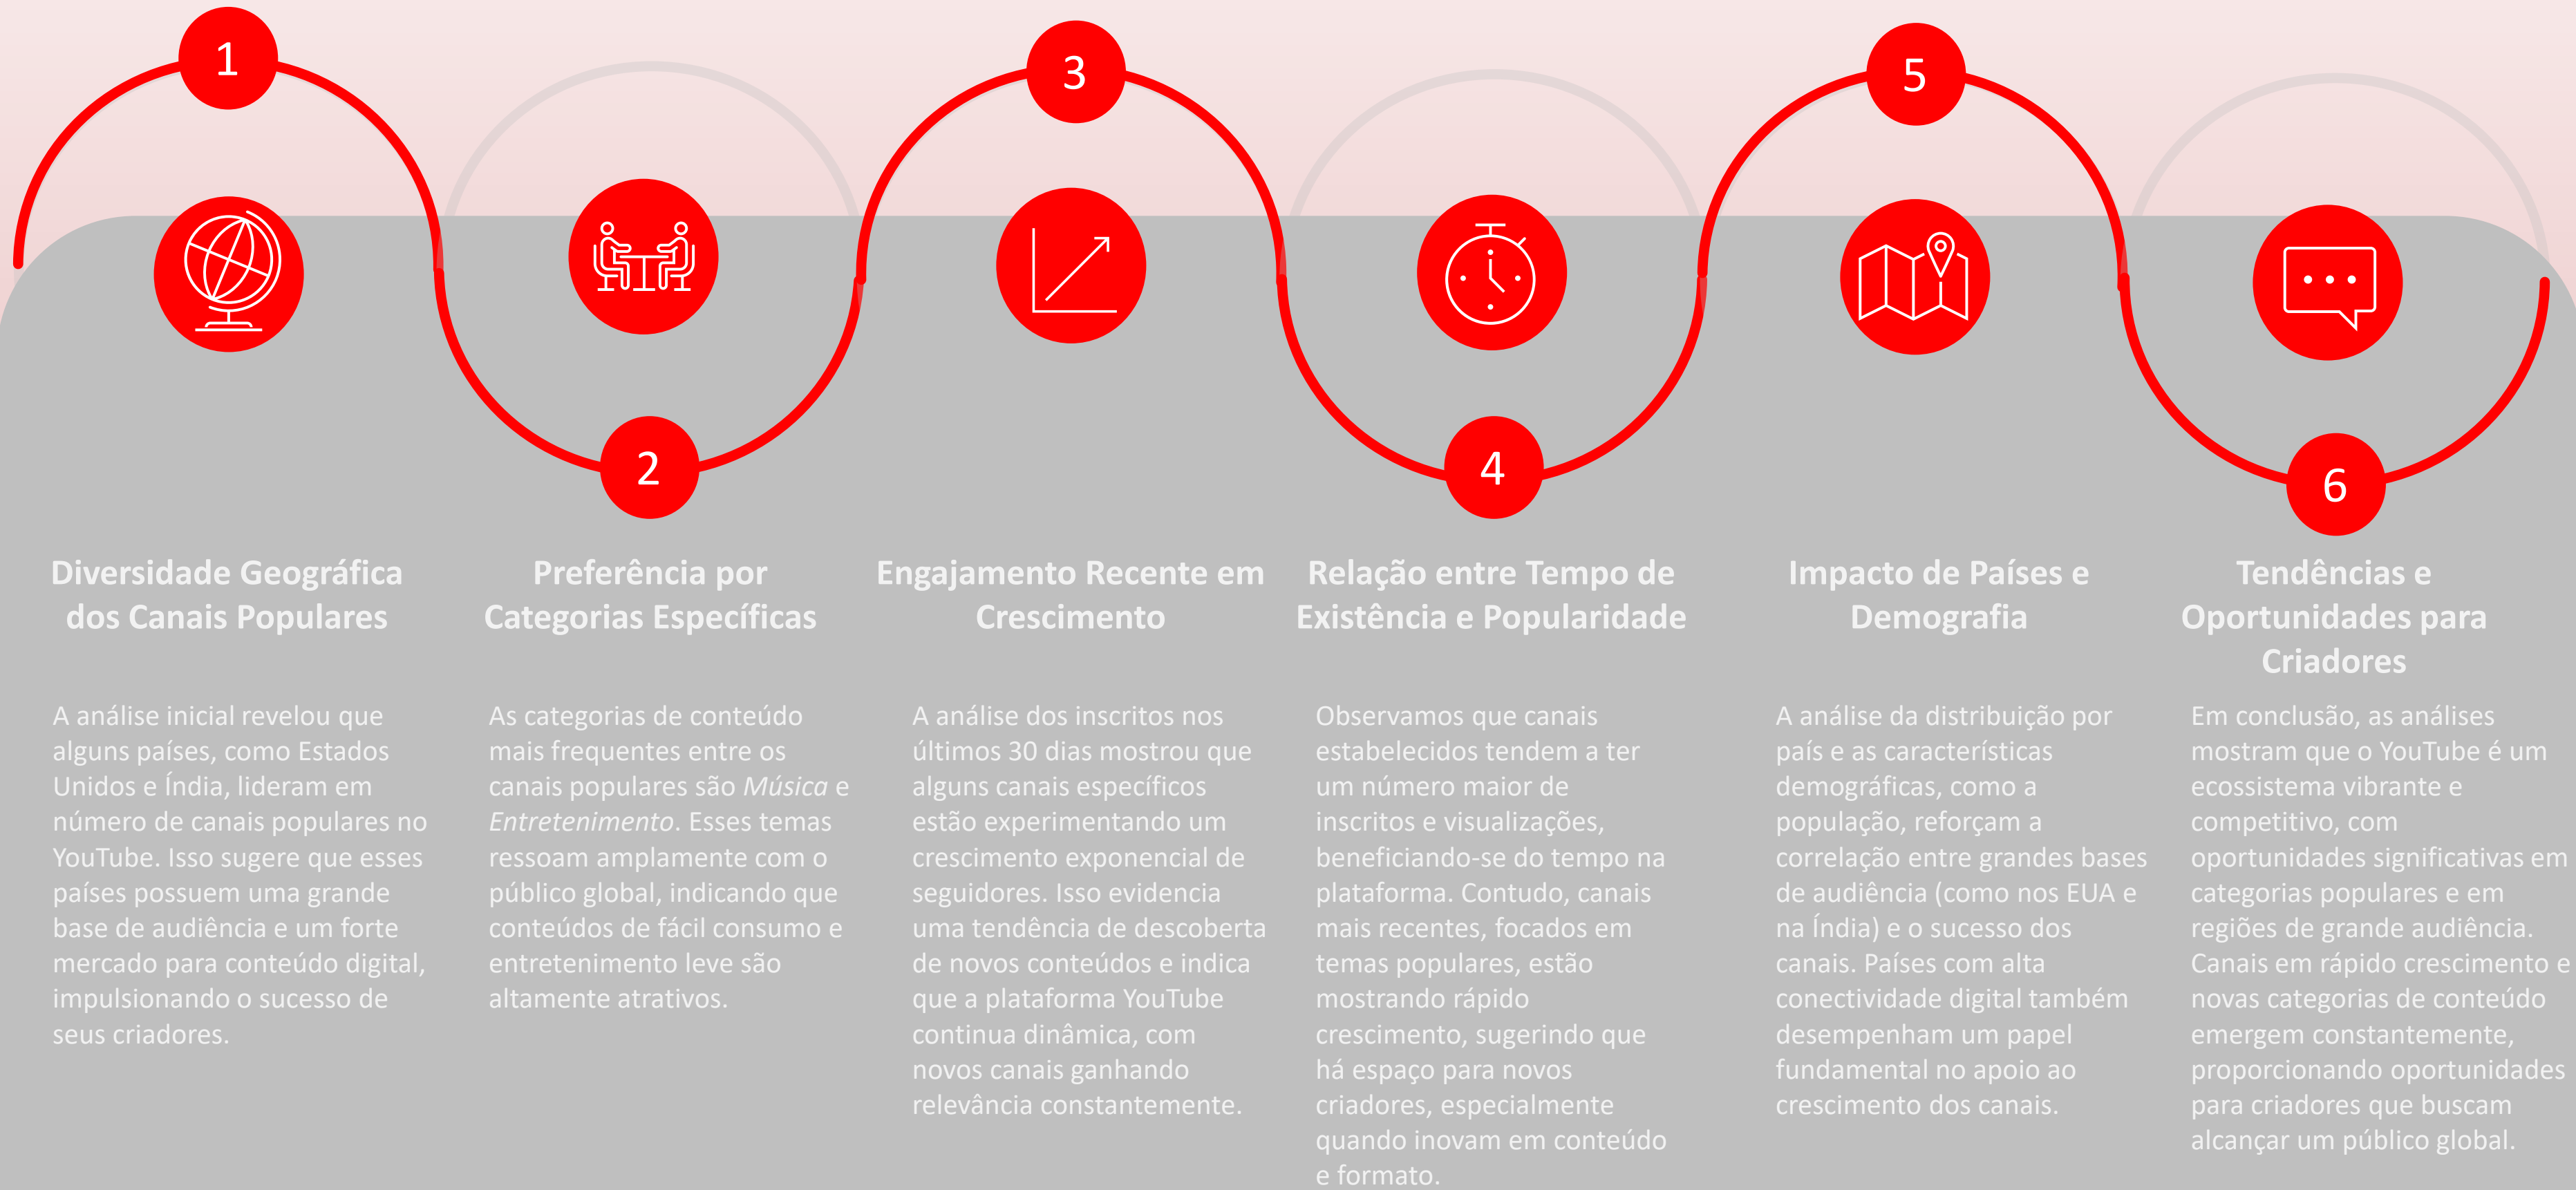 1
Diversidade Geográfica
dos Canais Populares
A análise inicial revelou que
alguns países, como Estados
Unidos e Índia, lideram em
número de canais populares no
YouTube. Isso sugere que esses
países possuem uma grande
base de audiência e um forte
mercado para conteúdo digital,
impulsionando o sucesso de
seus criadores.
2
Preferência por
Categorias Específicas
As categorias de conteúdo
mais frequentes entre os
canais populares são Música e
Entretenimento. Esses temas
ressoam amplamente com o
público global, indicando que
conteúdos de fácil consumo e
entretenimento leve são
altamente atrativos.
3
Engajamento Recente em
Crescimento
A análise dos inscritos nos
últimos 30 dias mostrou que
alguns canais específicos
estão experimentando um
crescimento exponencial de
seguidores. Isso evidencia
uma tendência de descoberta
de novos conteúdos e indica
que a plataforma YouTube
continua dinâmica, com
novos canais ganhando
relevância constantemente.
4
Relação entre Tempo de
Existência e Popularidade
Observamos que canais
estabelecidos tendem a ter
um número maior de
inscritos e visualizações,
beneficiando-se do tempo na
plataforma. Contudo, canais
mais recentes, focados em
temas populares, estão
mostrando rápido
crescimento, sugerindo que
há espaço para novos
criadores, especialmente
quando inovam em conteúdo
e formato.
5
Impacto de Países e
Demografia
A análise da distribuição por
país e as características
demográficas, como a
população, reforçam a
correlação entre grandes bases
de audiência (como nos EUA e
na Índia) e o sucesso dos
canais. Países com alta
conectividade digital também
desempenham um papel
fundamental no apoio ao
crescimento dos canais.
6
Tendências e
Oportunidades para
Criadores
Em conclusão, as análises
mostram que o YouTube é um
ecossistema vibrante e
competitivo, com
oportunidades significativas em
categorias populares e em
regiões de grande audiência.
Canais em rápido crescimento e
novas categorias de conteúdo
emergem constantemente,
proporcionando oportunidades
para criadores que buscam
alcançar um público global.